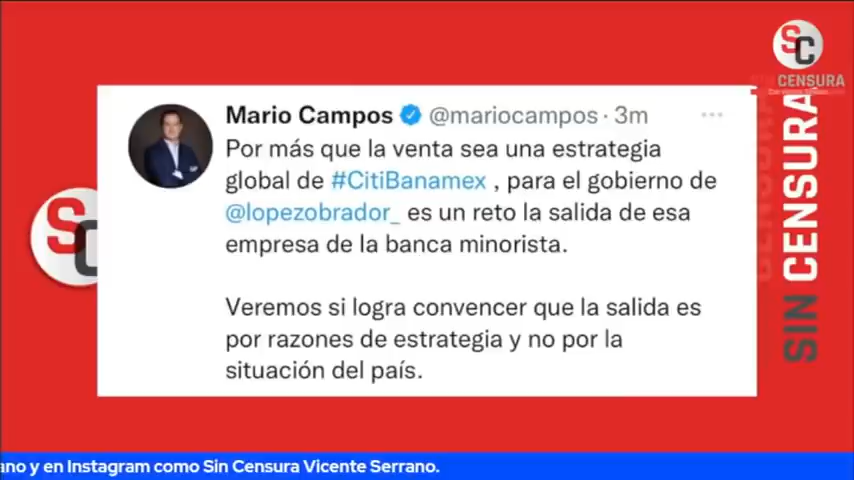 SC
SIN CENSURA
Mario Campos @mariocampos · 3m ···
Por más que la venta sea una estrategia
global de #CitiBanamex , para el gobierno de
@lopezobrador_ es un reto la salida de esa
empresa de la banca minorista.
Veremos si logra convencer que la salida es
por razones de estrategia y no por la
situación del país.
SC
SIN CENSURA
ano y en Instagram como Sin Censura Vicente Serrano.